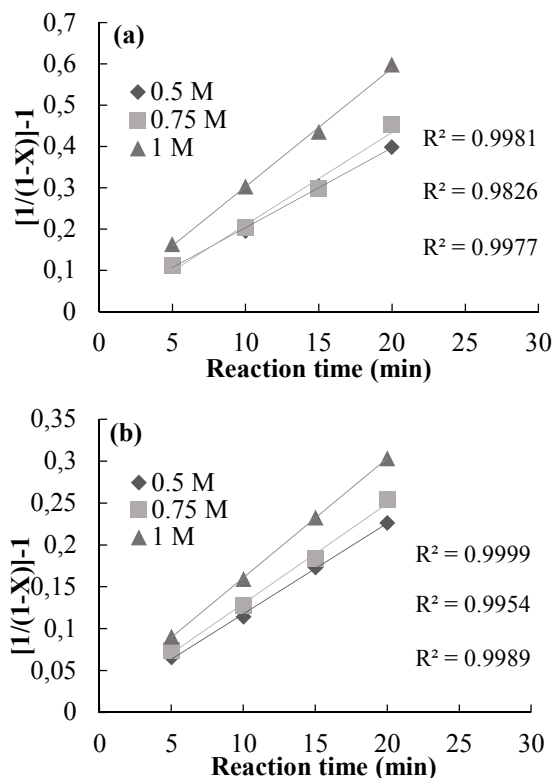 (a)
0,7
0,6
0,5
0,4
0,3
0,2
0,1
0
[1/(1-X)]-1
0.5 M
0.75 M
1 M
R² = 0.9981
R² = 0.9826
R² = 0.9977
0 5 10 15 20 25 30
Reaction time (min)
(b)
0,35
0,3
0,25
0,2
0,15
0,1
0,05
0
[1/(1-X)]-1
0.5 M
0.75 M
1 M
R² = 0.9999
R² = 0.9954
R² = 0.9989
0 5 10 15 20 25 30
Reaction time (min)